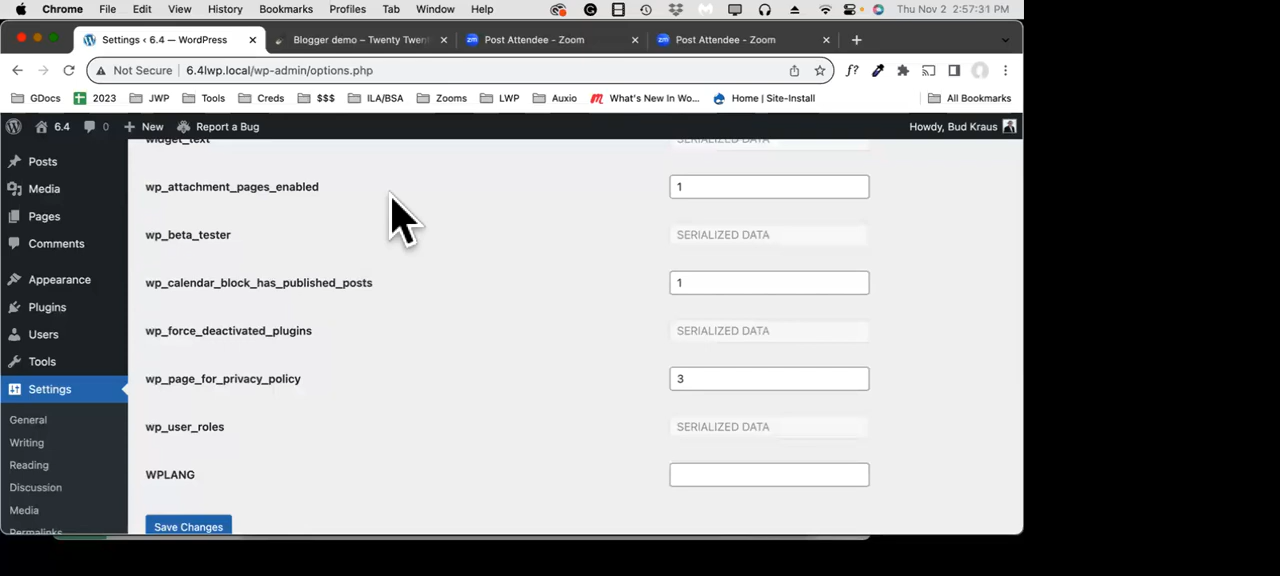 Chrome File Edit View History Bookmarks Profiles Tab Window Help Thu Nov 2 2:57:31 PM
Settings ‹ 6.4 — WordPress Blogger demo – Twenty Twen Post Attendee - Zoom Post Attendee - Zoom
Not Secure 6.4lwp.local/wp-admin/options.php
GDocs 2023 JWP Tools Creds $$$ ILA/BSA Zooms LWP Auxio What's New In Wo... Home | Site-Install All Bookmarks
6.4 0 New Report a Bug Howdy, Bud Kraus
widget_text SERIALIZED DATA
Posts
wp_attachment_pages_enabled 1
Media
Pages
wp_beta_tester SERIALIZED DATA
Comments
Appearance
wp_calendar_block_has_published_posts 1
Plugins
wp_force_deactivated_plugins SERIALIZED DATA
Users
Tools
wp_page_for_privacy_policy 3
Settings
General
wp_user_roles SERIALIZED DATA
Writing
Reading
WPLANG
Discussion
Media
Save Changes
Permalinks